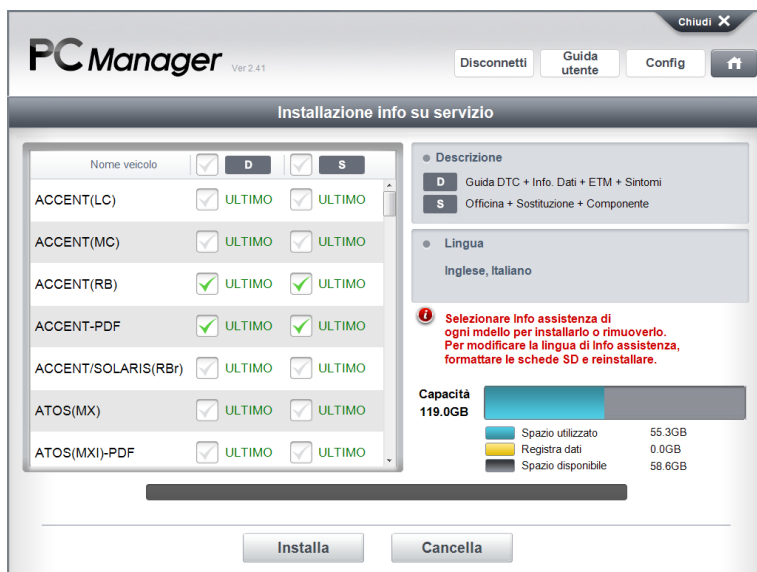 Chiudi X
PC Manager Ver 2.41
Disconnetti
Guida
utente
Config
Installazione info su servizio
Nome veicolo D S
ACCENT(LC) ULTIMO ULTIMO
ACCENT(MC) ULTIMO ULTIMO
ACCENT(RB) ULTIMO ULTIMO
ACCENT-PDF ULTIMO ULTIMO
ACCENT/SOLARIS(RBr) ULTIMO ULTIMO
ATOS(MX) ULTIMO ULTIMO
ATOS(MXI)-PDF ULTIMO ULTIMO
Descrizione
D Guida DTC + Info. Dati + ETM + Sintomi
S Officina + Sostituzione + Componente
Lingua
Inglese, Italiano
i Selezionare Info assistenza di
ogni mdello per installarlo o rimuoverlo.
Per modificare la lingua di Info assistenza,
formattare le schede SD e reinstallare.
Capacità
119.0GB
Spazio utilizzato 55.3GB
Registra dati 0.0GB
Spazio disponibile 58.6GB
Installa
Cancella